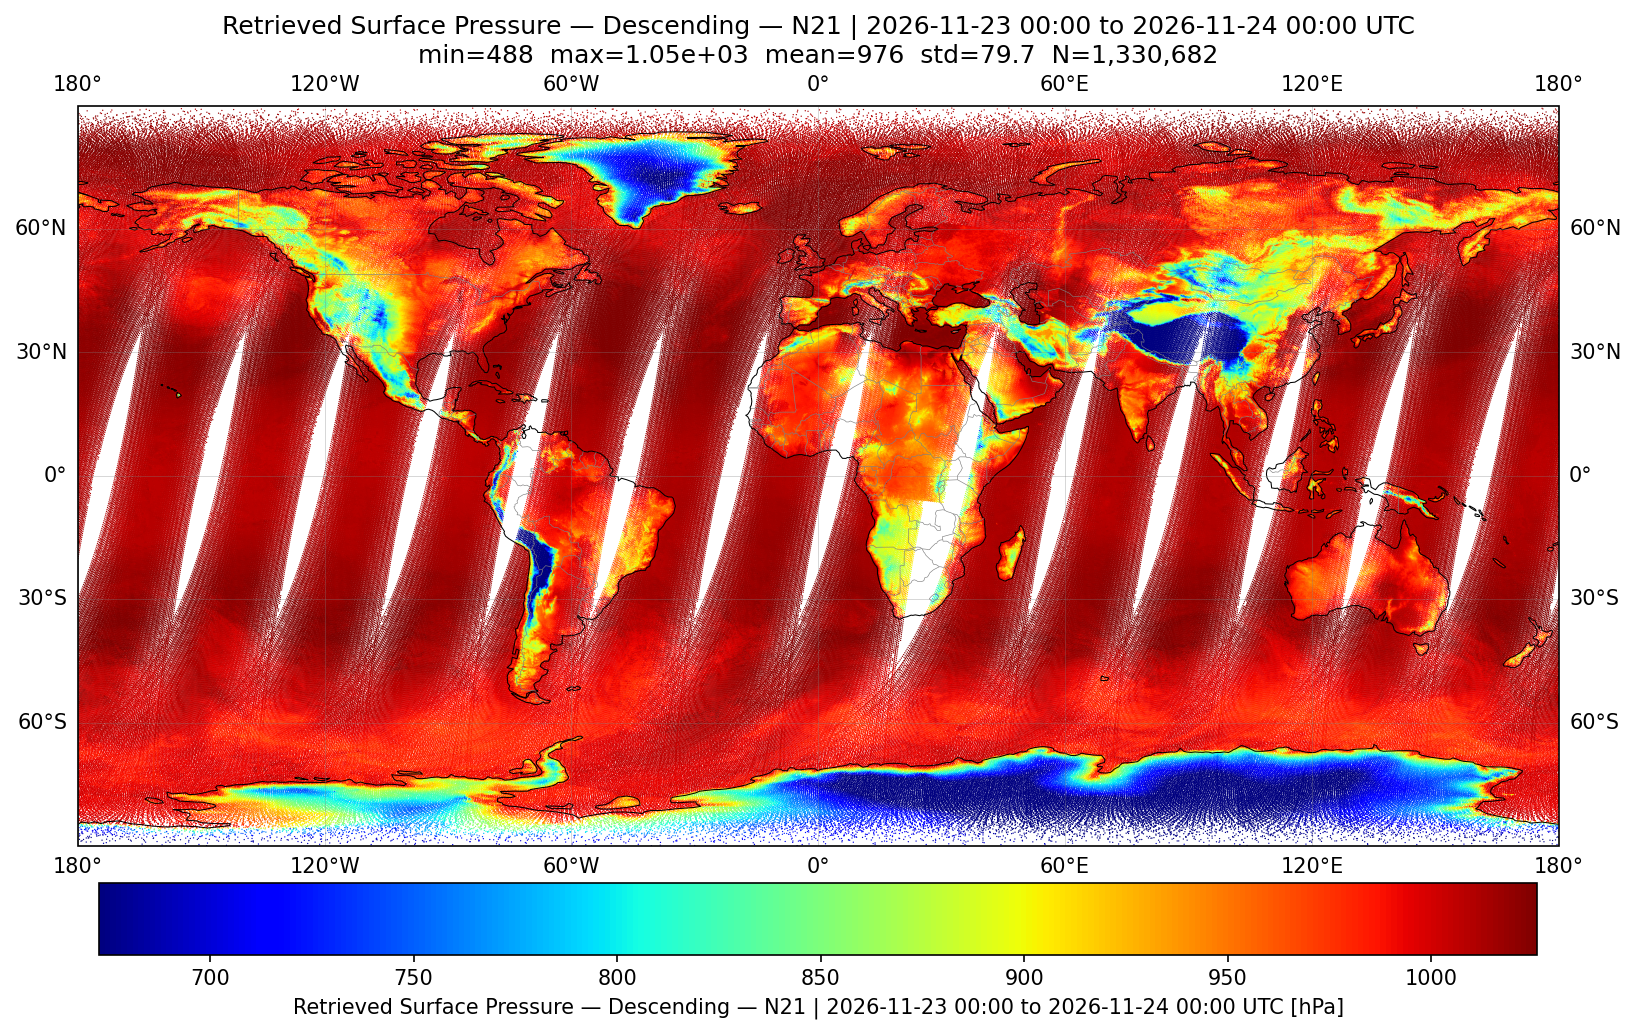 Retrieved Surface Pressure — Descending — N21 | 2026-11-23 00:00 to 2026-11-24 00:00 UTC
min=488 max=1.05e+03 mean=976 std=79.7 N=1,330,682
180° 120°W 60°W 0° 60°E 120°E 180°
60°N 60°N
30°N 30°N
0° 0°
30°S 30°S
60°S 60°S
180° 120°W 60°W 0° 60°E 120°E 180°
700 750 800 850 900 950 1000
Retrieved Surface Pressure — Descending — N21 | 2026-11-23 00:00 to 2026-11-24 00:00 UTC [hPa]